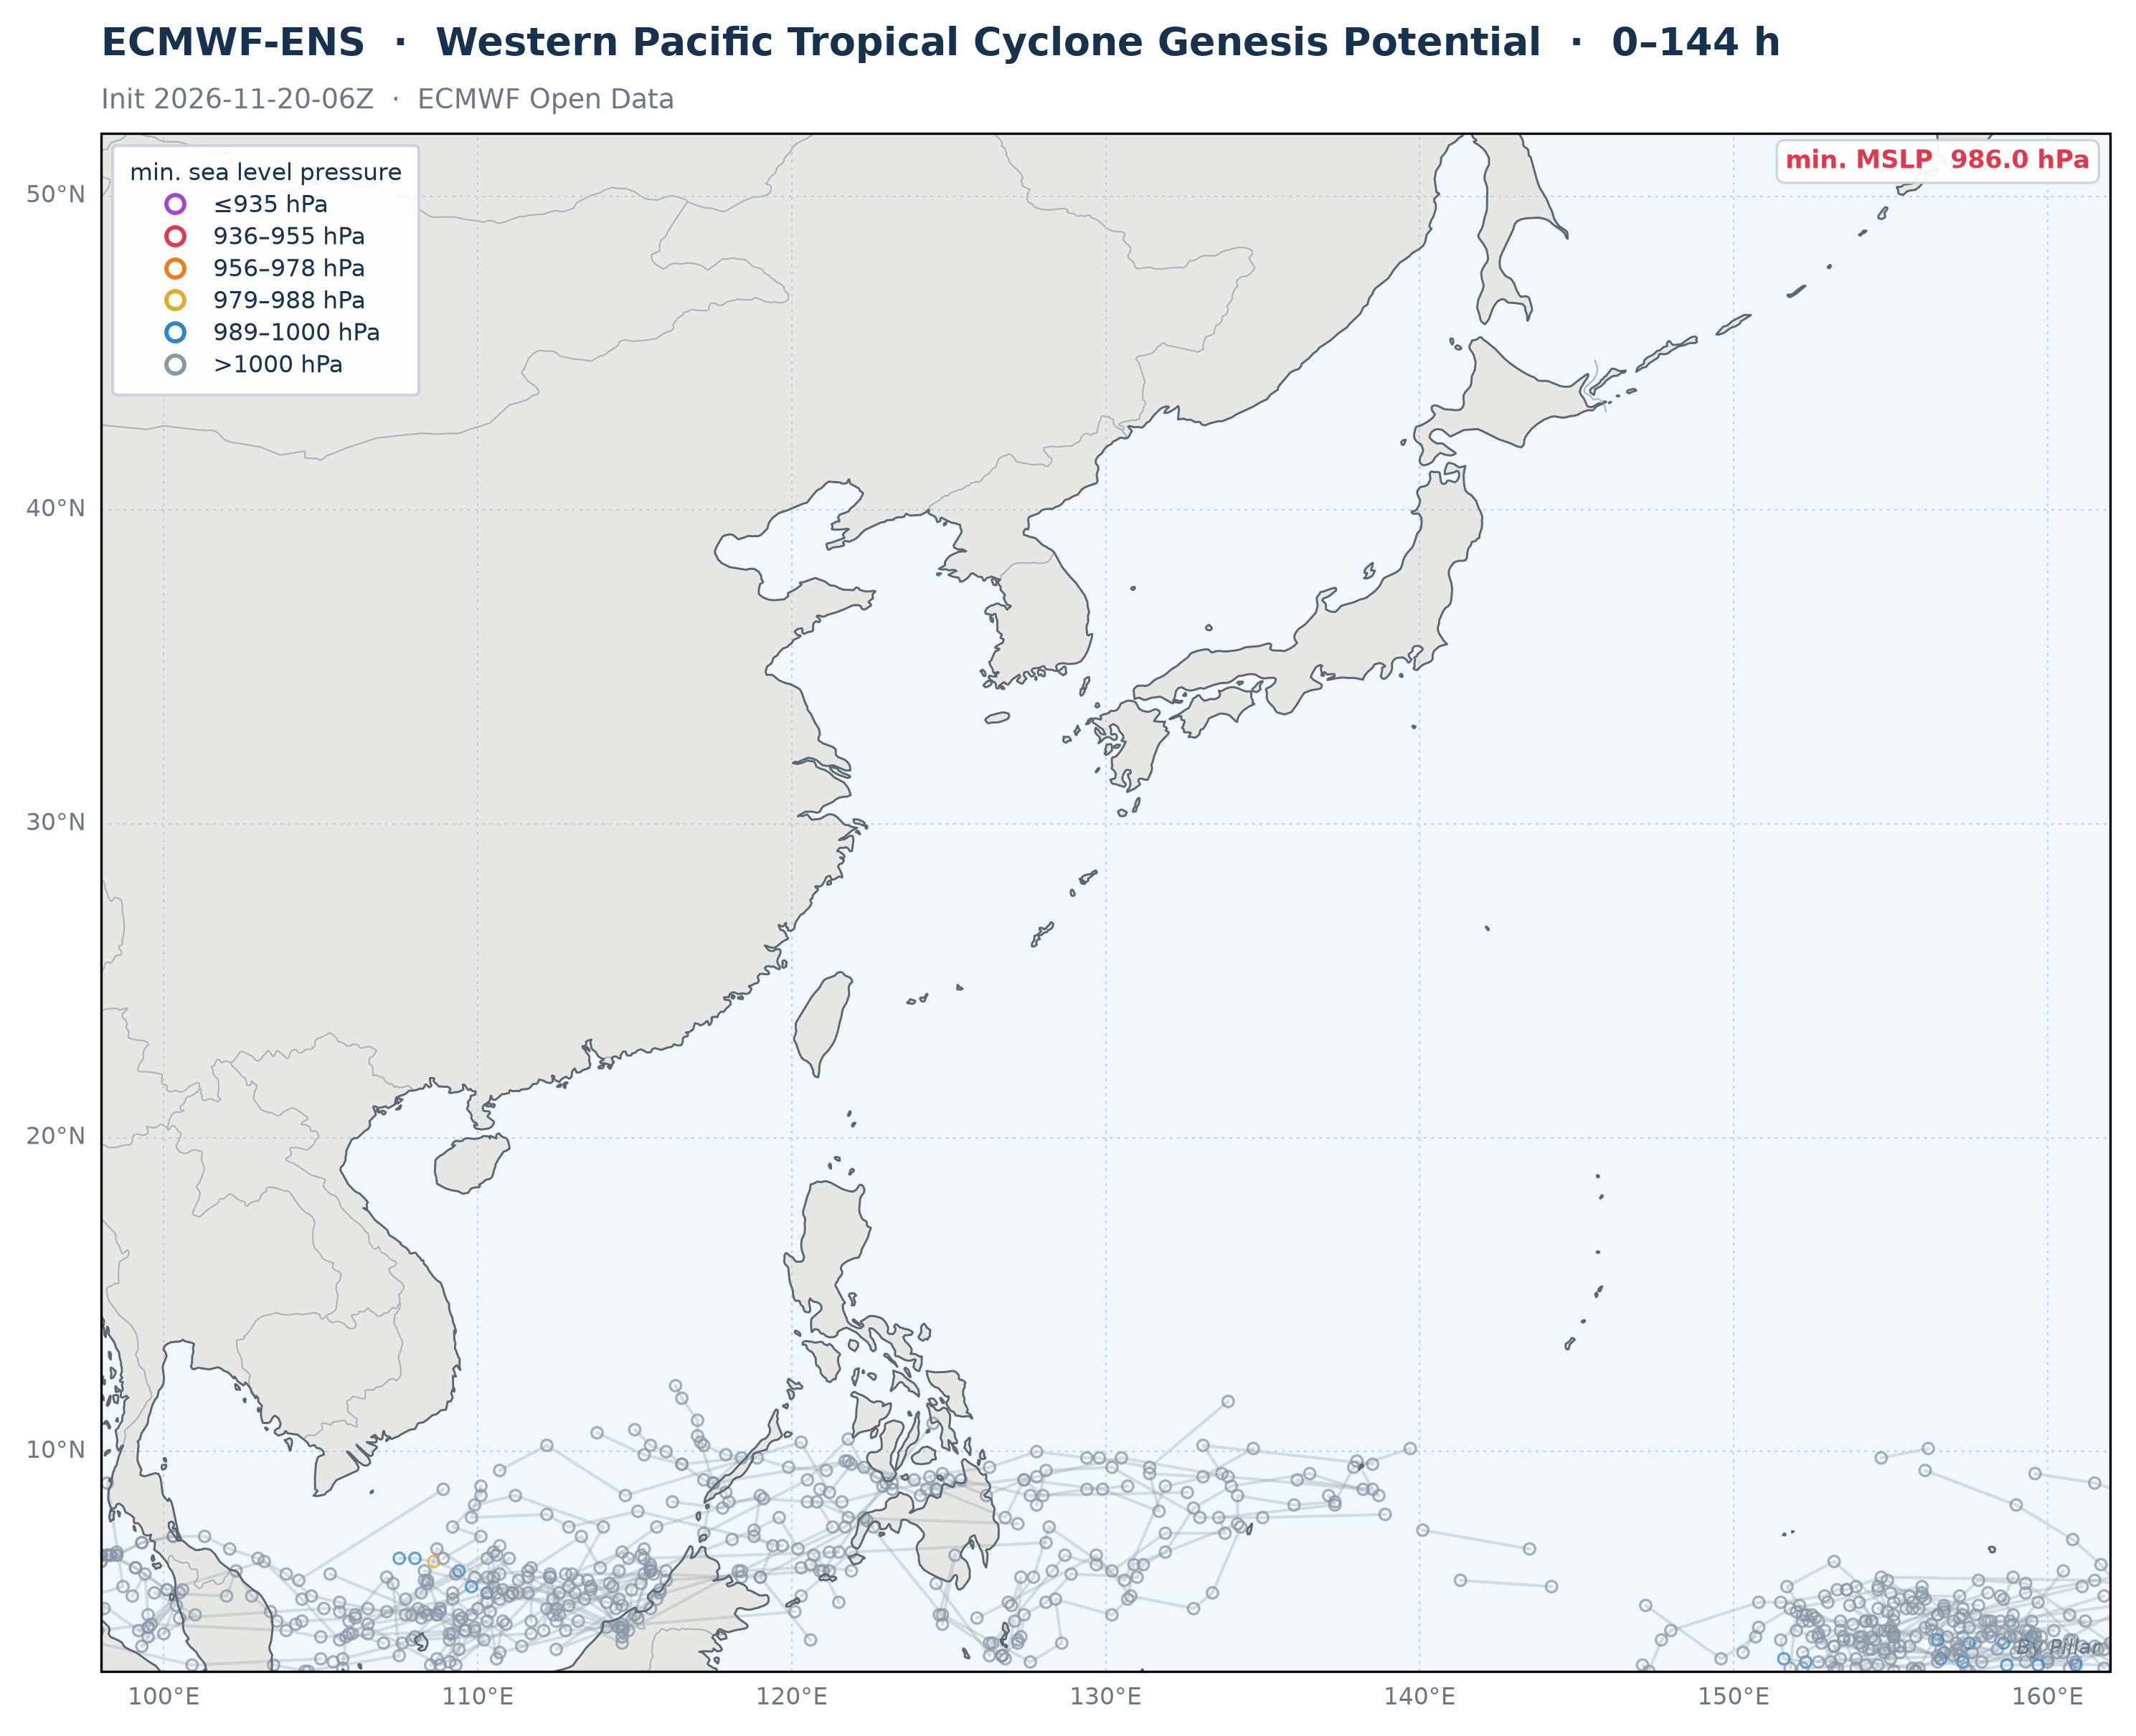 ECMWF-ENS · Western Pacific Tropical Cyclone Genesis Potential · 0–144 h
Init 2026-11-20-06Z · ECMWF Open Data
min. sea level pressure
≤935 hPa
936–955 hPa
956–978 hPa
979–988 hPa
989–1000 hPa
>1000 hPa
min. MSLP 986.0 hPa
50°N
40°N
30°N
20°N
10°N
By Pillar
100°E
110°E
120°E
130°E
140°E
150°E
160°E